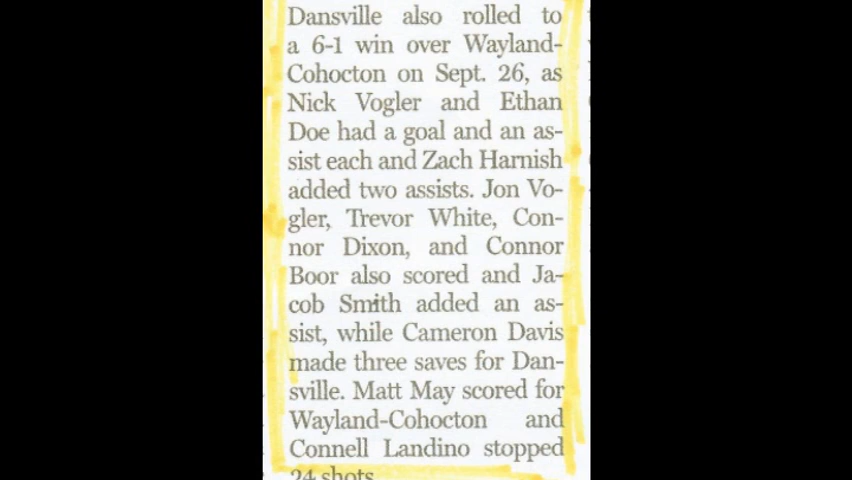 Dansville also rolled to
a 6-1 win over Wayland-
Cohocton on Sept. 26, as
Nick Vogler and Ethan
Doe had a goal and an as-
sist each and Zach Harnish
added two assists. Jon Vo-
gler, Trevor White, Con-
nor Dixon, and Connor
Boor also scored and Ja-
cob Smith added an as-
sist, while Cameron Davis
made three saves for Dan-
sville. Matt May scored for
Wayland-Cohocton and
Connell Landino stopped
24 shots